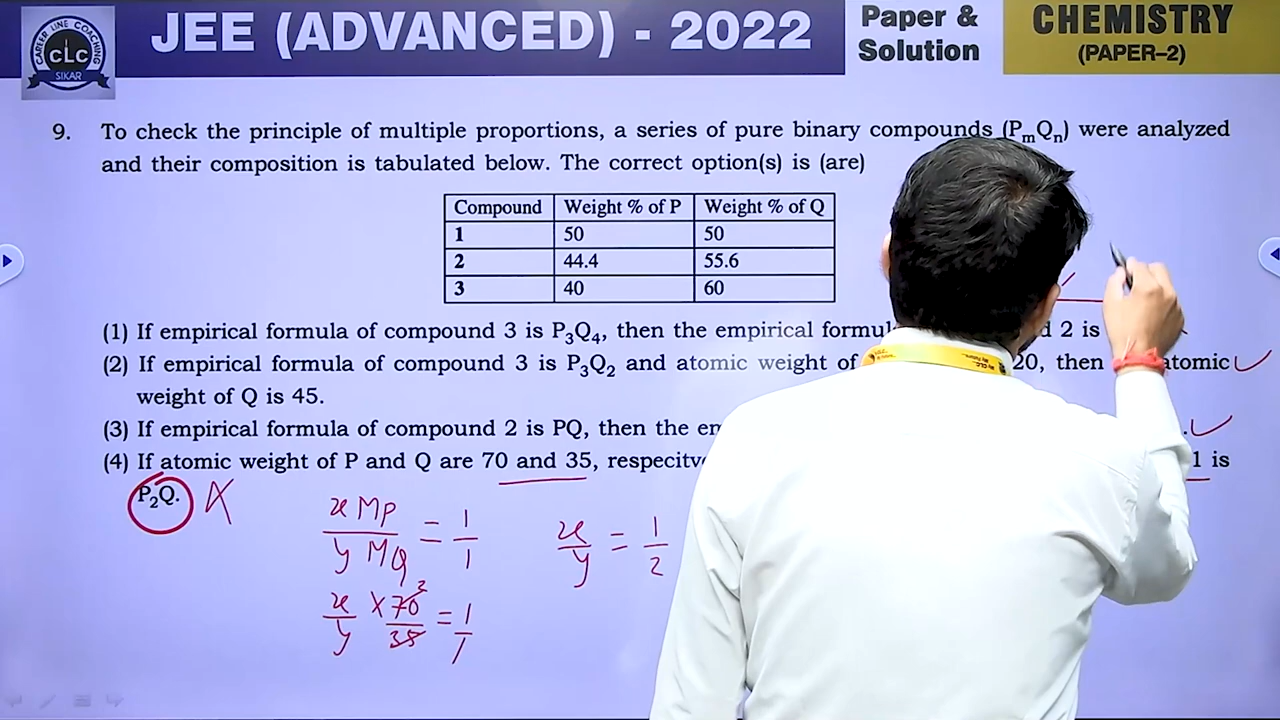 CAREER LINE COACHING
CLC
SIKAR
JEE (ADVANCED) - 2022
Paper &
Solution
CHEMISTRY
(PAPER–2)
9. To check the principle of multiple proportions, a series of pure binary compounds (PmQn) were analyzed
and their composition is tabulated below. The correct option(s) is (are)
Compound Weight % of P Weight % of Q
1 50 50
2 44.4 55.6
3 40 60
(1) If empirical formula of compound 3 is P3Q4, then the empirical 2 is
(2) If empirical formula of compound 3 is P3Q2 and atomic weight of 20, then atomic
weight of Q is 45.
(3) If empirical formula of compound 2 is PQ, then the
(4) If atomic weight of P and Q are 70 and 35, 1 is
P2Q.
x MP / y MQ = 1/1
x/y = 1/2
x/y × 70/35 = 1/1